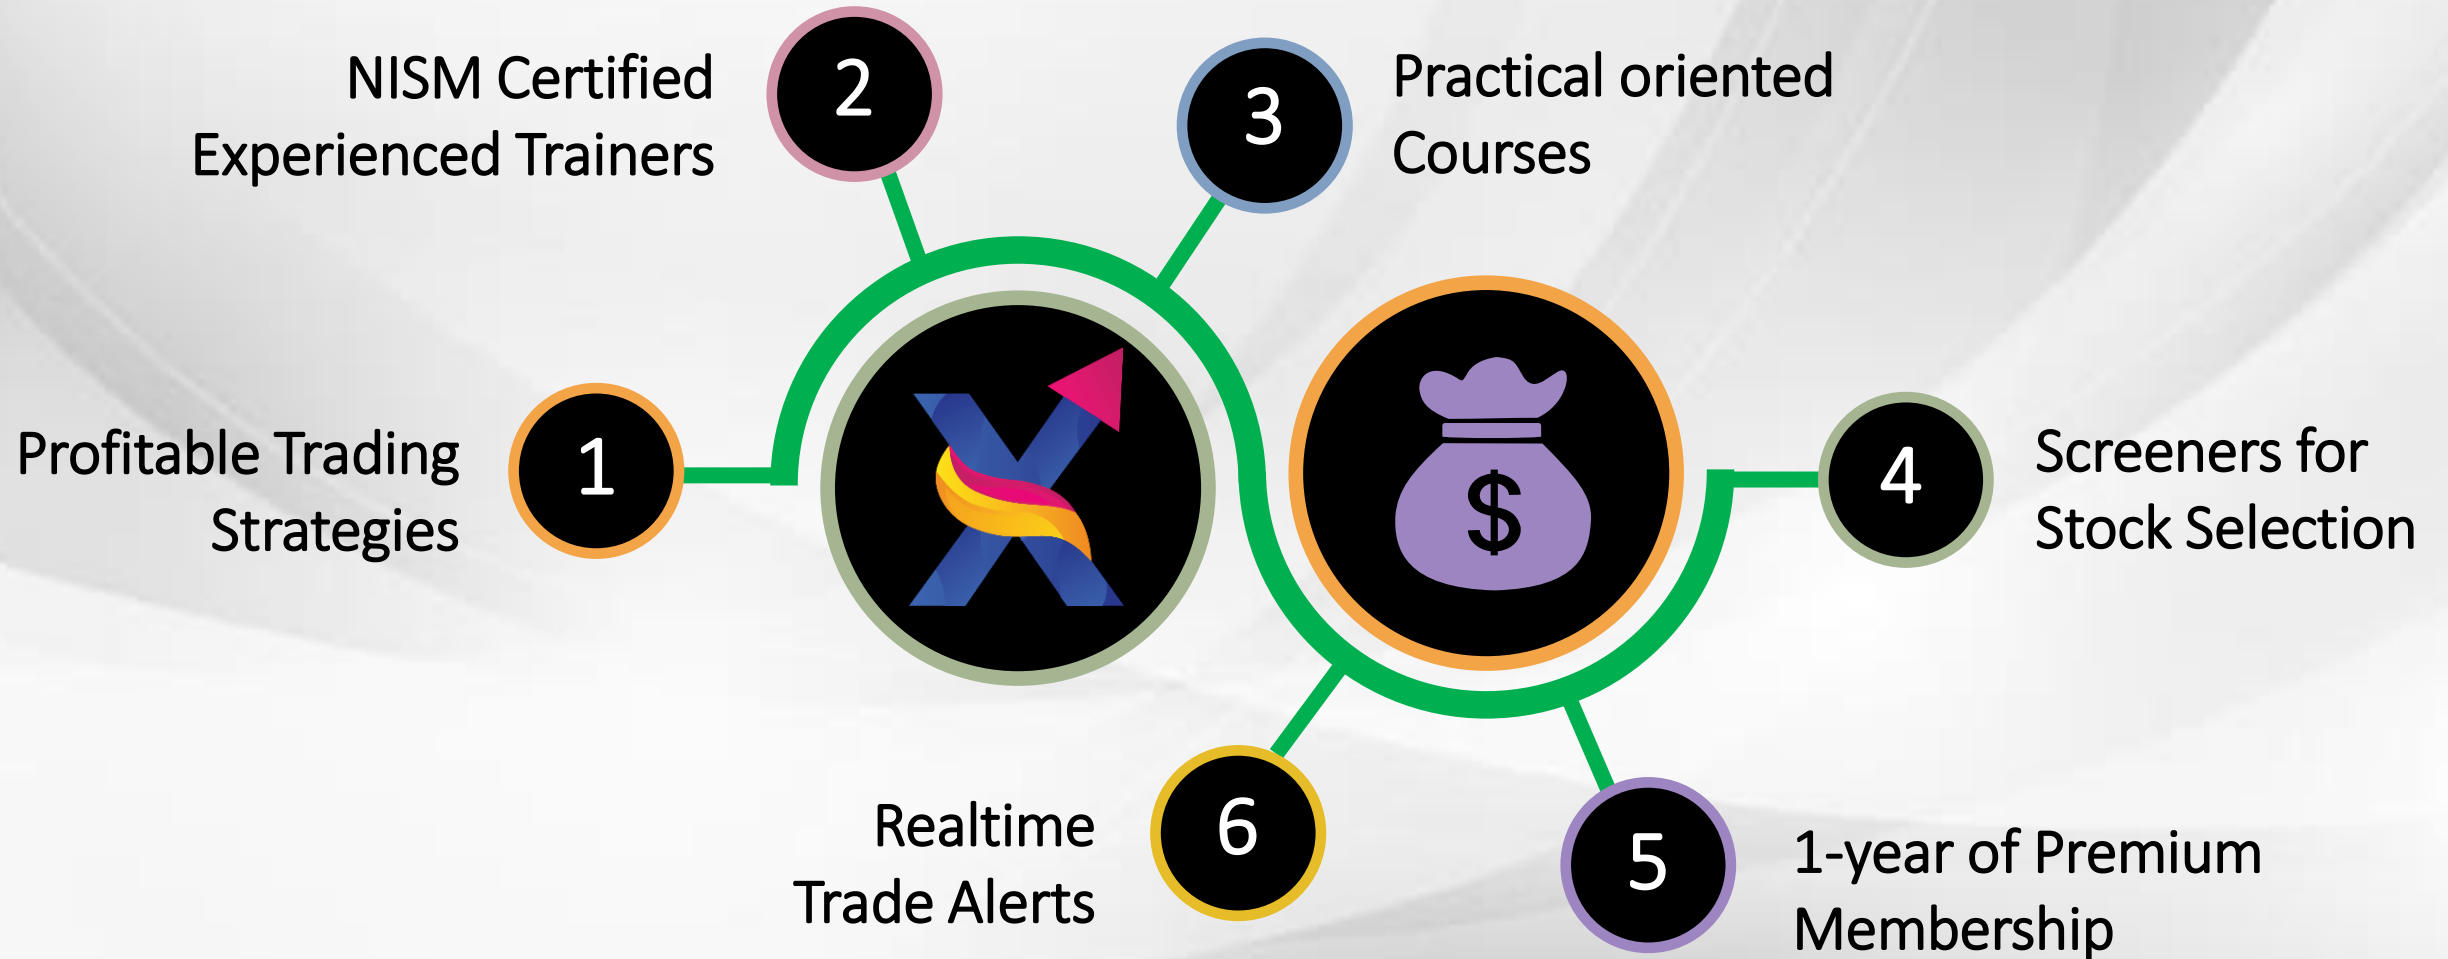 1
Profitable Trading
Strategies
2
NISM Certified
Experienced Trainers
3
Practical oriented
Courses
4
Screeners for
Stock Selection
5
1-year of Premium
Membership
6
Realtime
Trade Alerts
X
$